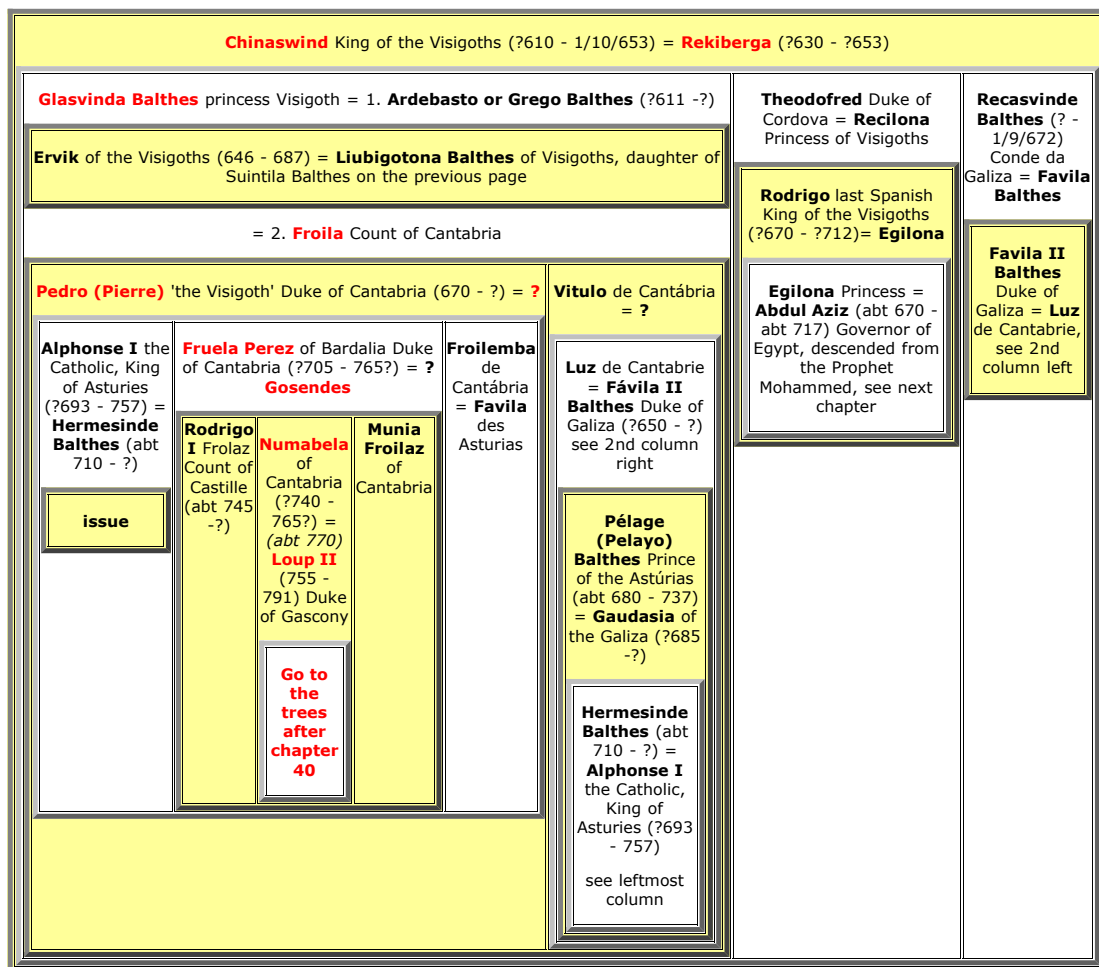 Chinaswind King of the Visigoths (?610 - 1/10/653) = Rekiberga (?630 - ?653)
Glasvinda Balthes princess Visigoth = 1. Ardebasto or Grego Balthes (?611 -?)
Ervik of the Visigoths (646 - 687) = Liubigotona Balthes of Visigoths, daughter of
Suintila Balthes on the previous page
= 2. Froila Count of Cantabria
Pedro (Pierre) 'the Visigoth' Duke of Cantabria (670 - ?) = ?
Alphonse I the
Catholic, King
of Asturies
(?693 - 757) =
Hermesinde
Balthes (abt
710 - ?)
issue
Fruela Perez of Bardalia Duke
of Cantabria (?705 - 765?) = ?
Gosendes
Rodrigo
I Frolaz
Count of
Castille
(abt 745
-?)
Numabela
of
Cantabria
(?740 -
765?) =
(abt 770)
Loup II
(755 -
791) Duke
of Gascony
Go to
the
trees
after
chapter
40
Munia
Froilaz
of
Cantabria
Froilemba
de
Cantábria
= Favila
des
Asturias
Vitulo de Cantábria
= ?
Luz de Cantabrie
= Fávila II
Balthes Duke of
Galiza (?650 - ?)
see 2nd column
right
Pélage
(Pelayo)
Balthes Prince
of the Astúrias
(abt 680 - 737)
= Gaudasia of
the Galiza (?685
-?)
Hermesinde
Balthes (abt
710 - ?) =
Alphonse I
the Catholic,
King of
Asturies (?693
- 757)
see leftmost
column
Theodofred Duke of
Cordova = Recilona
Princess of Visigoths
Rodrigo last Spanish
King of the Visigoths
(?670 - ?712)= Egilona
Egilona Princess =
Abdul Aziz (abt 670 -
abt 717) Governor of
Egypt, descended from
the Prophet
Mohammed, see next
chapter
Recasvinde
Balthes (? -
1/9/672)
Conde da
Galiza = Favila
Balthes
Favila II
Balthes
Duke of
Galiza = Luz
de Cantabrie,
see 2nd
column left